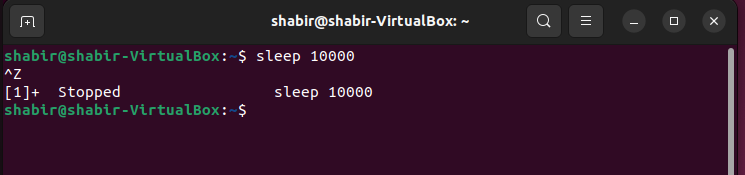 shabir@shabir-VirtualBox: ~
shabir@shabir-VirtualBox:~$ sleep 10000
^Z
[1]+  Stopped                 sleep 10000
shabir@shabir-VirtualBox:~$